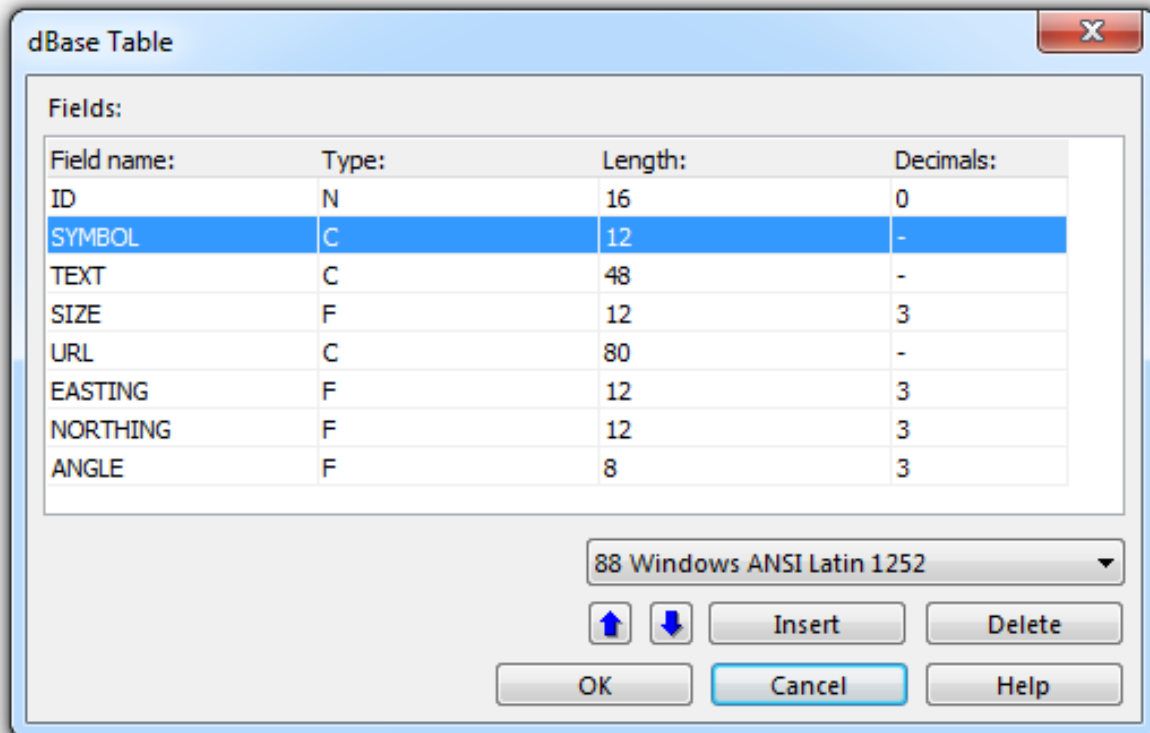 dBase Table
Fields:
Field name: Type: Length: Decimals:
ID N 16 0
SYMBOL C 12 -
TEXT C 48 -
SIZE F 12 3
URL C 80 -
EASTING F 12 3
NORTHING F 12 3
ANGLE F 8 3
88 Windows ANSI Latin 1252
Insert Delete
OK Cancel Help